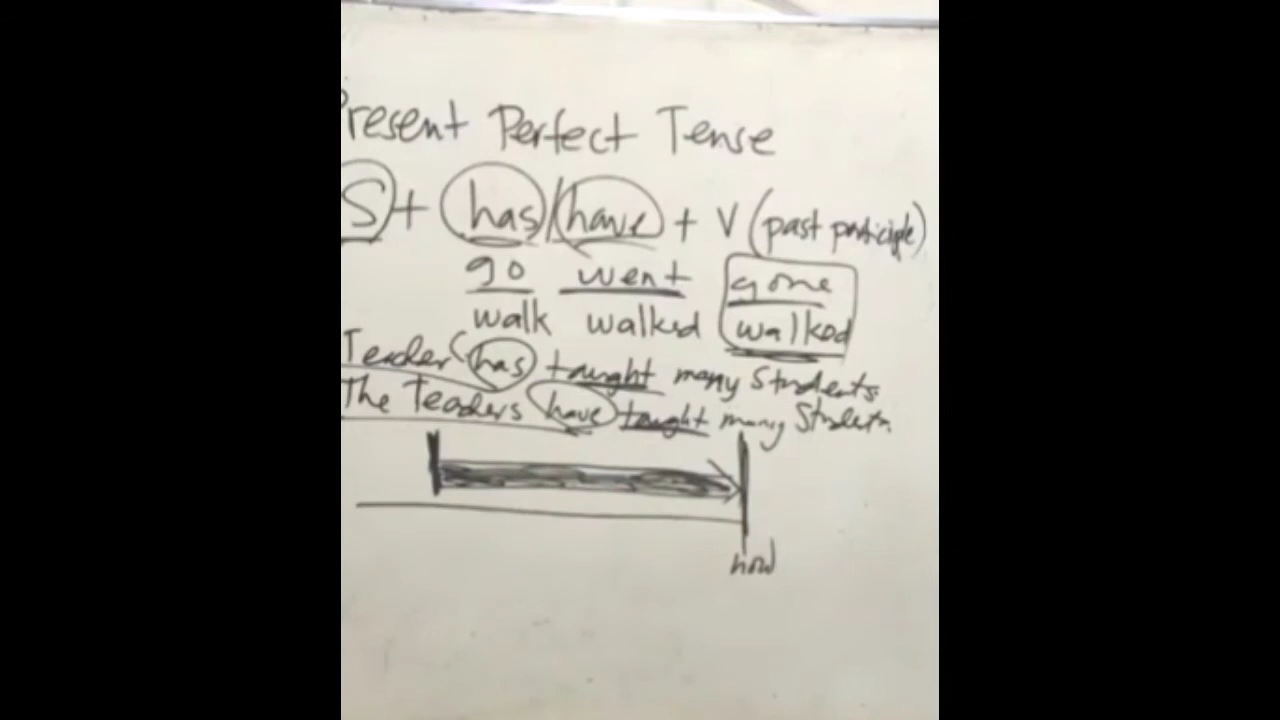 Present Perfect Tense
S + has/have + V (past participle)
go went gone
walk walked walked
Teacher has taught many Students.
The Teachers have taught many Students.
now